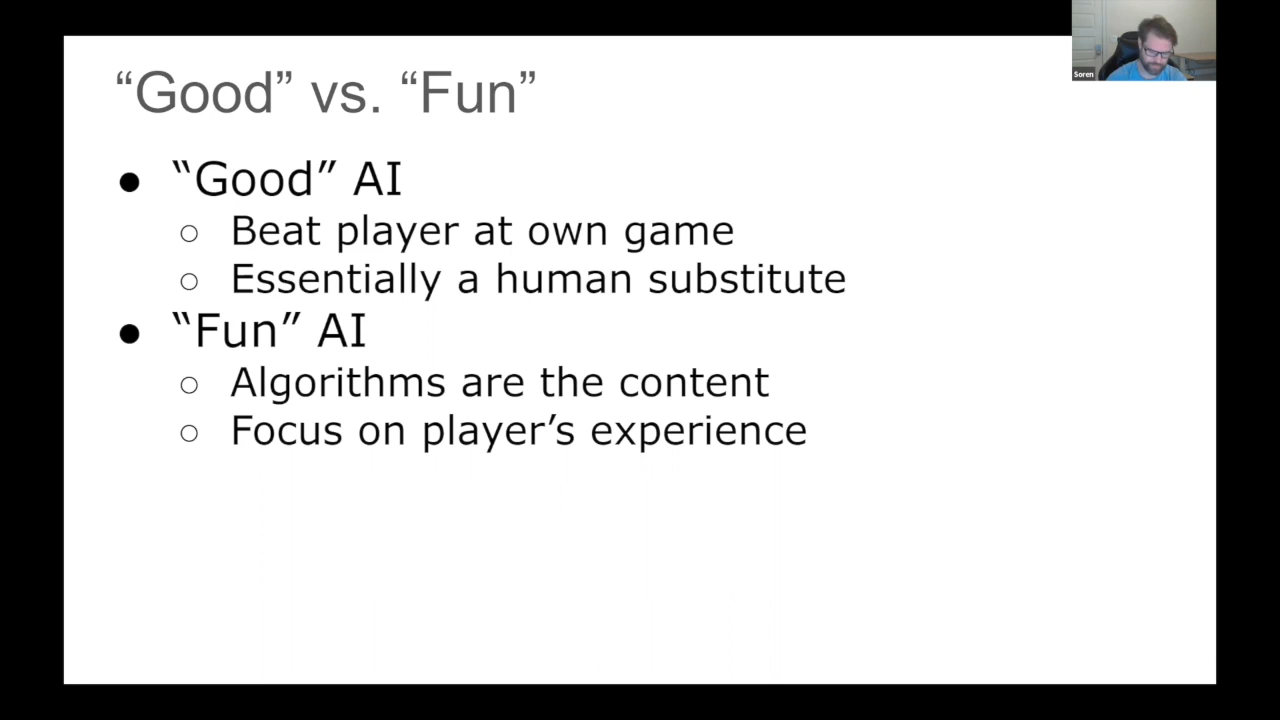 “Good” vs. “Fun”
Soren
● “Good” AI
○ Beat player at own game
○ Essentially a human substitute
● “Fun” AI
○ Algorithms are the content
○ Focus on player’s experience